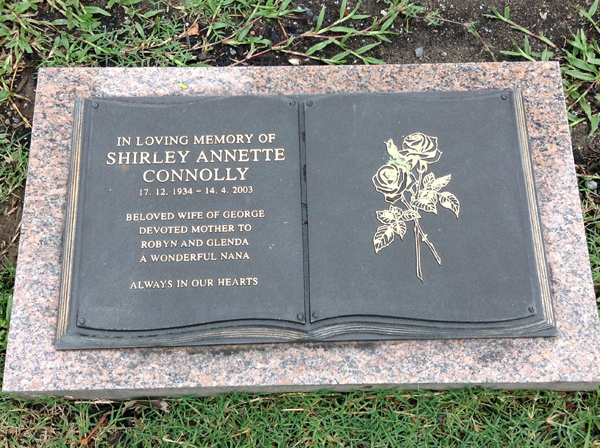 IN LOVING MEMORY OF
SHIRLEY ANNETTE
CONNOLLY
17. 12. 1934 – 14. 4. 2003
BELOVED WIFE OF GEORGE
DEVOTED MOTHER TO
ROBYN AND GLENDA
A WONDERFUL NANA
ALWAYS IN OUR HEARTS